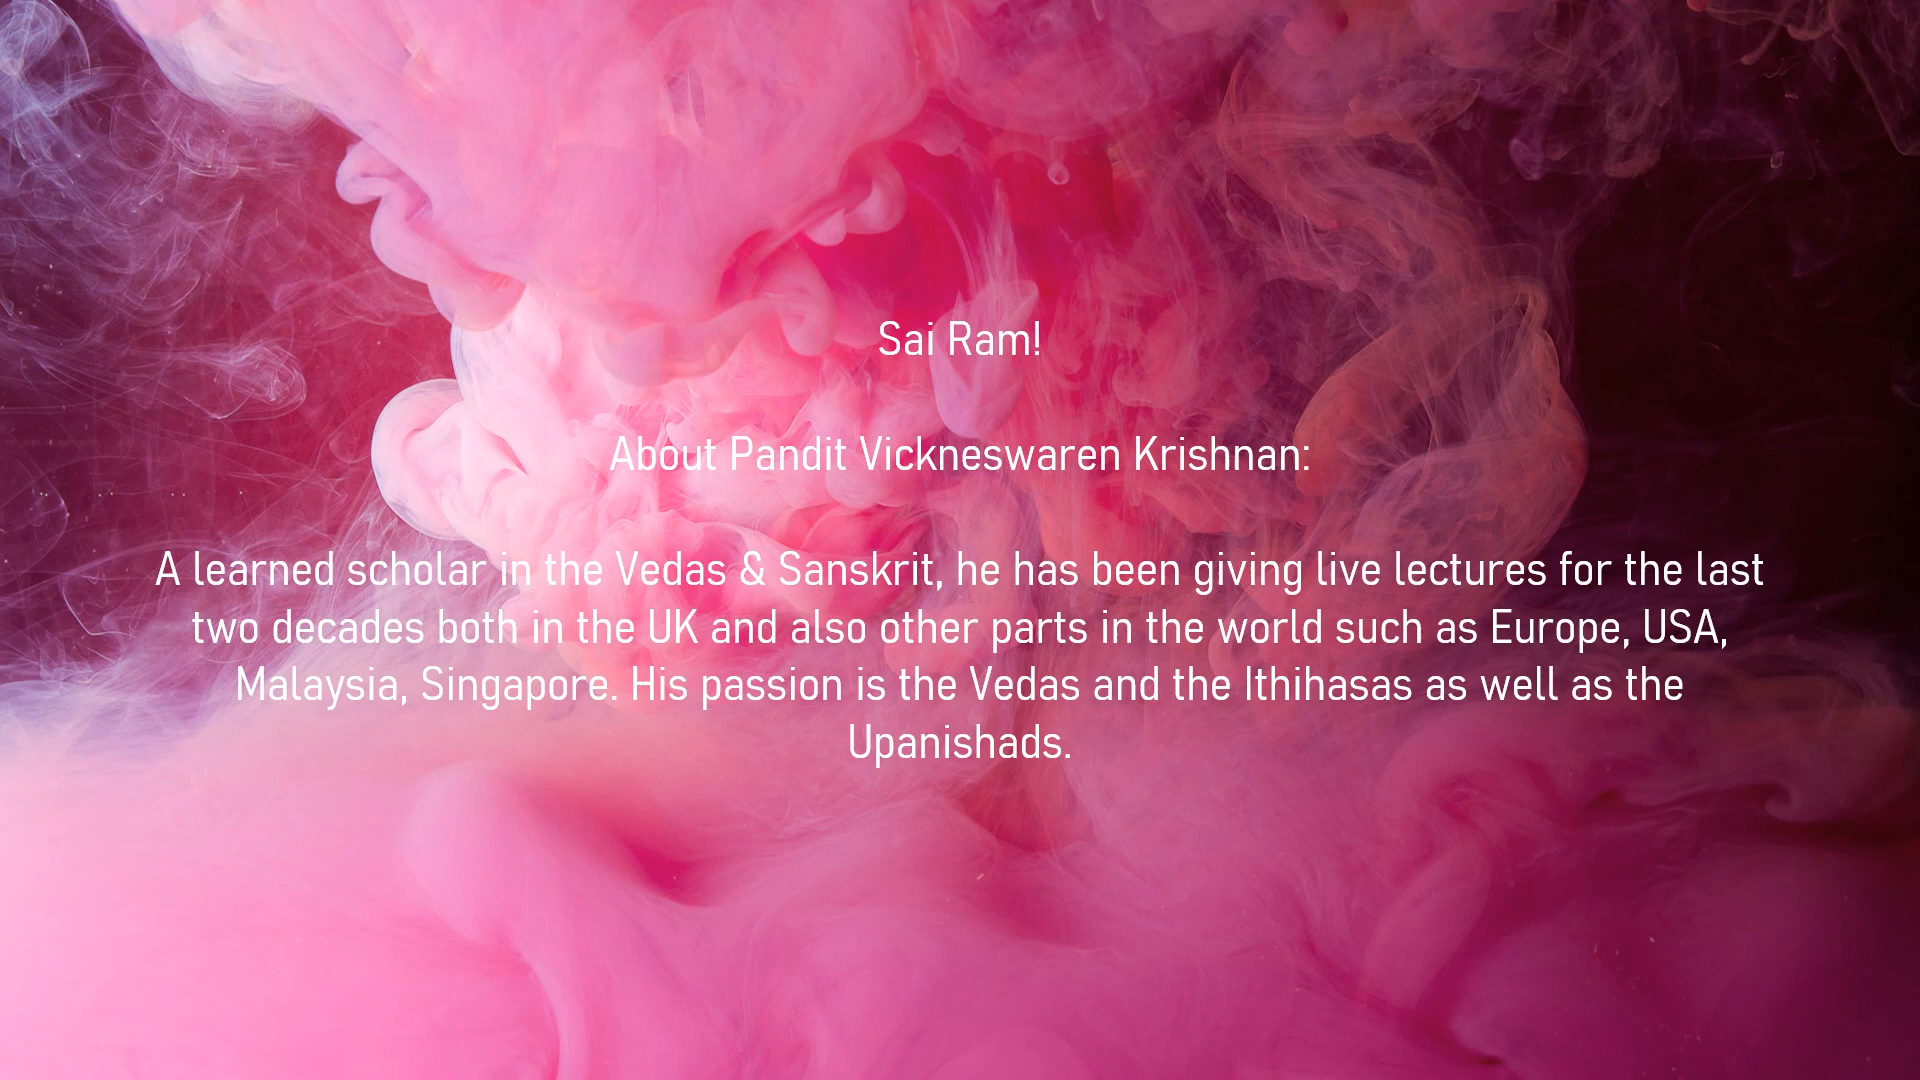 Sai Ram!
About Pandit Vickneswaren Krishnan:
A learned scholar in the Vedas & Sanskrit, he has been giving live lectures for the last
two decades both in the UK and also other parts in the world such as Europe, USA,
Malaysia, Singapore. His passion is the Vedas and the Ithihasas as well as the
Upanishads.